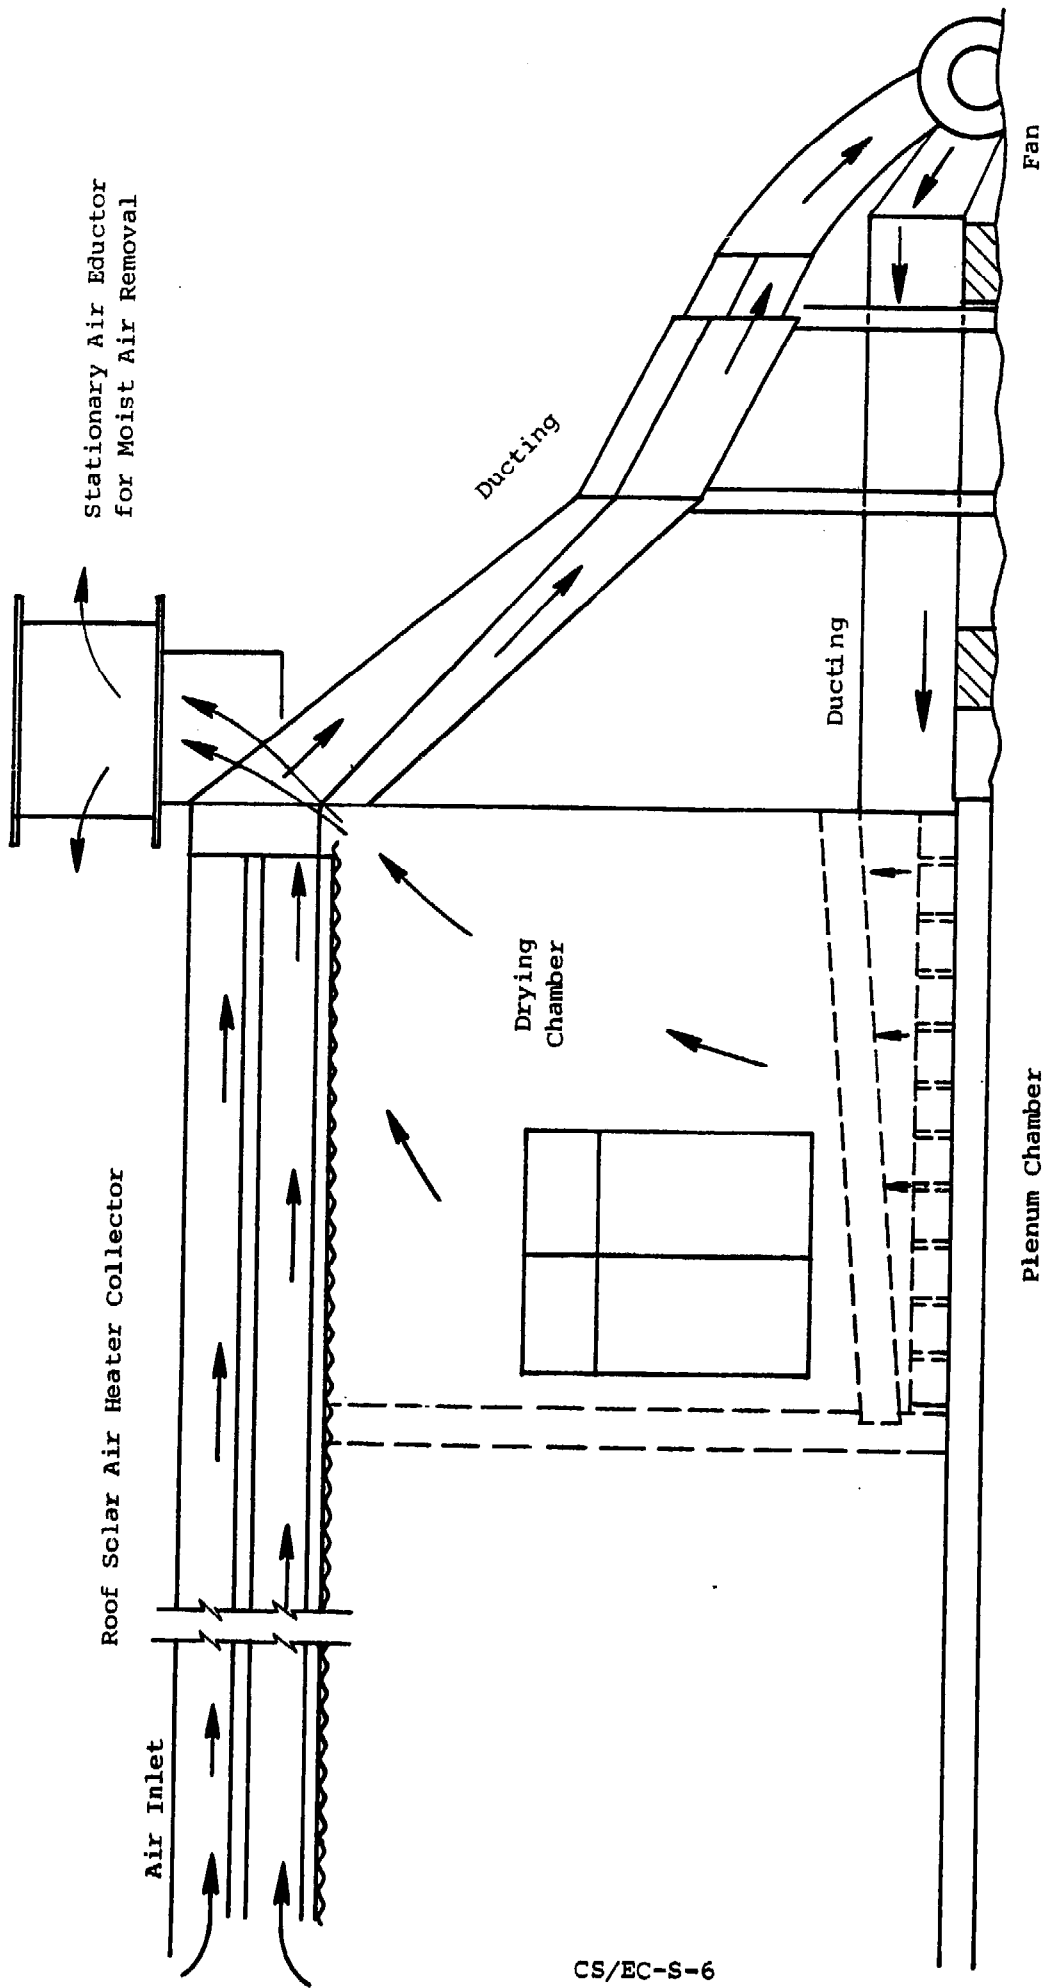 Stationary Air Eductor
for Moist Air Removal
Roof Sclar Air Heater Collector
Air Inlet
Ducting
Drying
Chamber
Ducting
Fan
Plenum Chamber
CS/EC-S-6